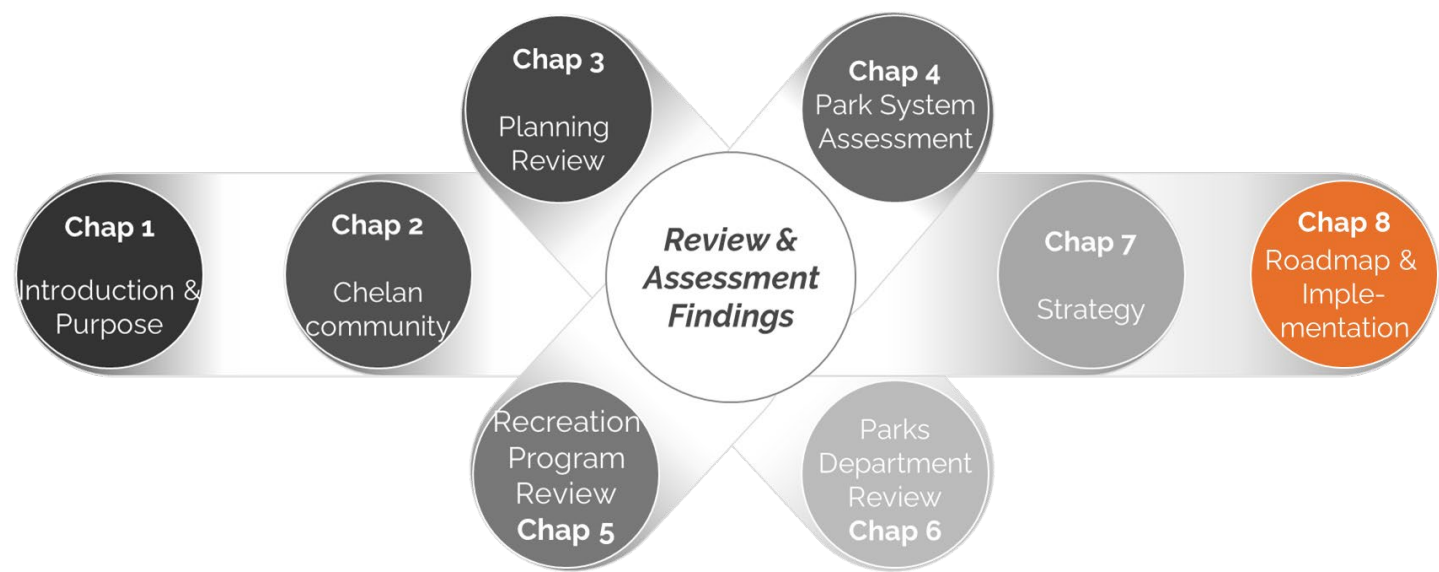 Chap 1
Introduction &
Purpose
Chap 2
Chelan
community
Chap 3
Planning
Review
Chap 4
Park System
Assessment
Review &
Assessment
Findings
Recreation
Program
Review
Chap 5
Parks
Department
Review
Chap 6
Chap 7
Strategy
Chap 8
Roadmap &
Imple-
mentation